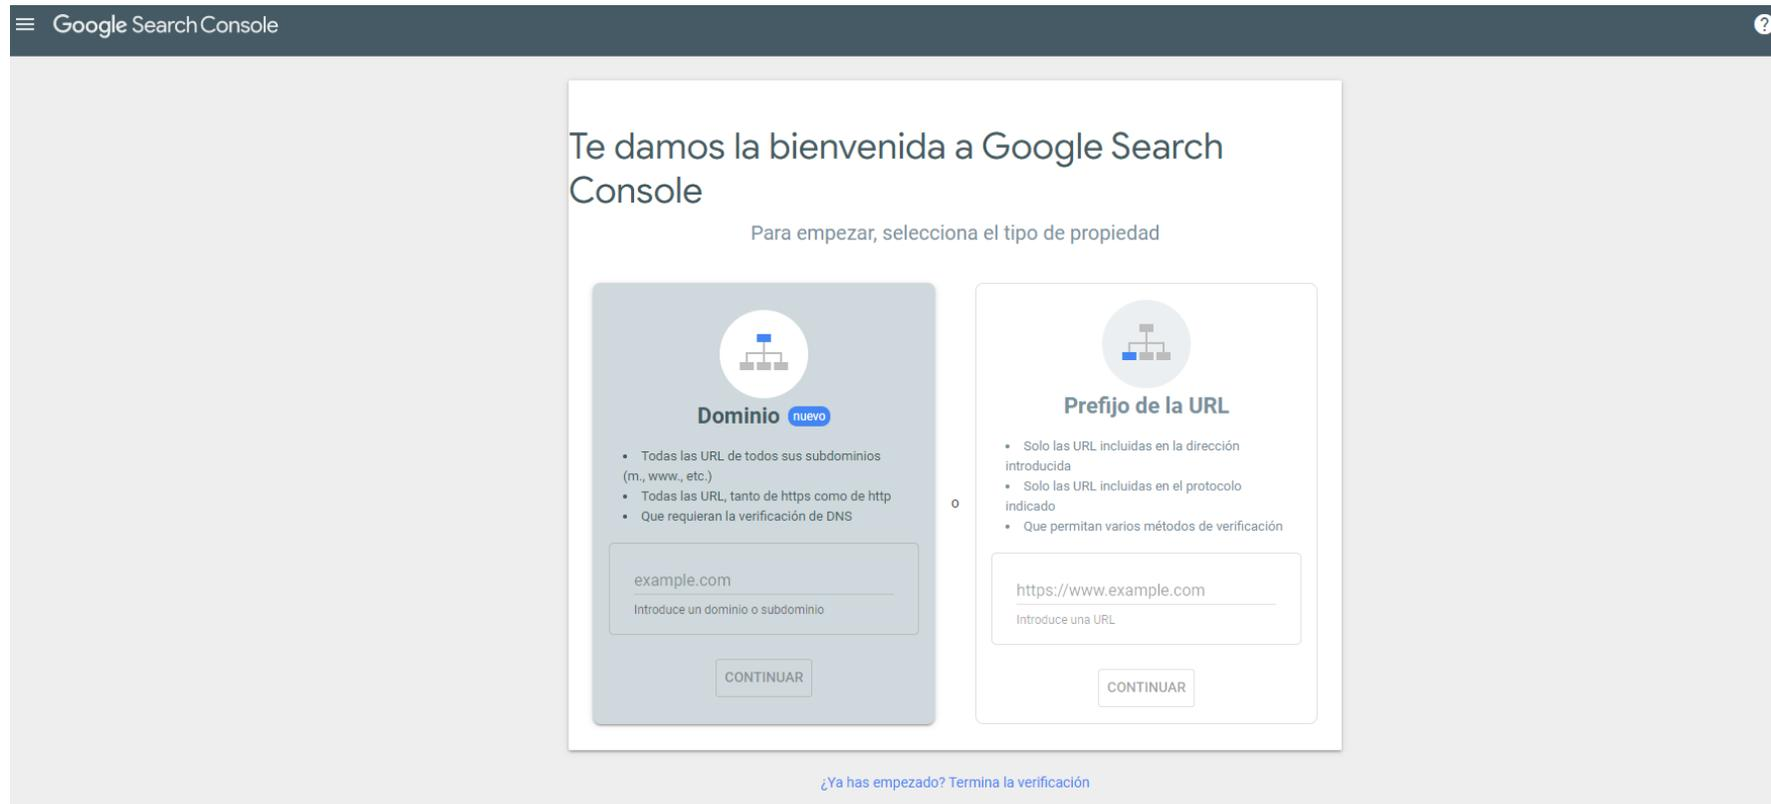 Google Search Console
?
Te damos la bienvenida a Google Search
Console
Para empezar, selecciona el tipo de propiedad
Dominio nuevo
• Todas las URL de todos sus subdominios
(m., www., etc.)
• Todas las URL, tanto de https como de http
• Que requieran la verificación de DNS
example.com
Introduce un dominio o subdominio
CONTINUAR
o
Prefijo de la URL
• Solo las URL incluidas en la dirección
introducida
• Solo las URL incluidas en el protocolo
indicado
• Que permitan varios métodos de verificación
https://www.example.com
Introduce una URL
CONTINUAR
¿Ya has empezado? Termina la verificación